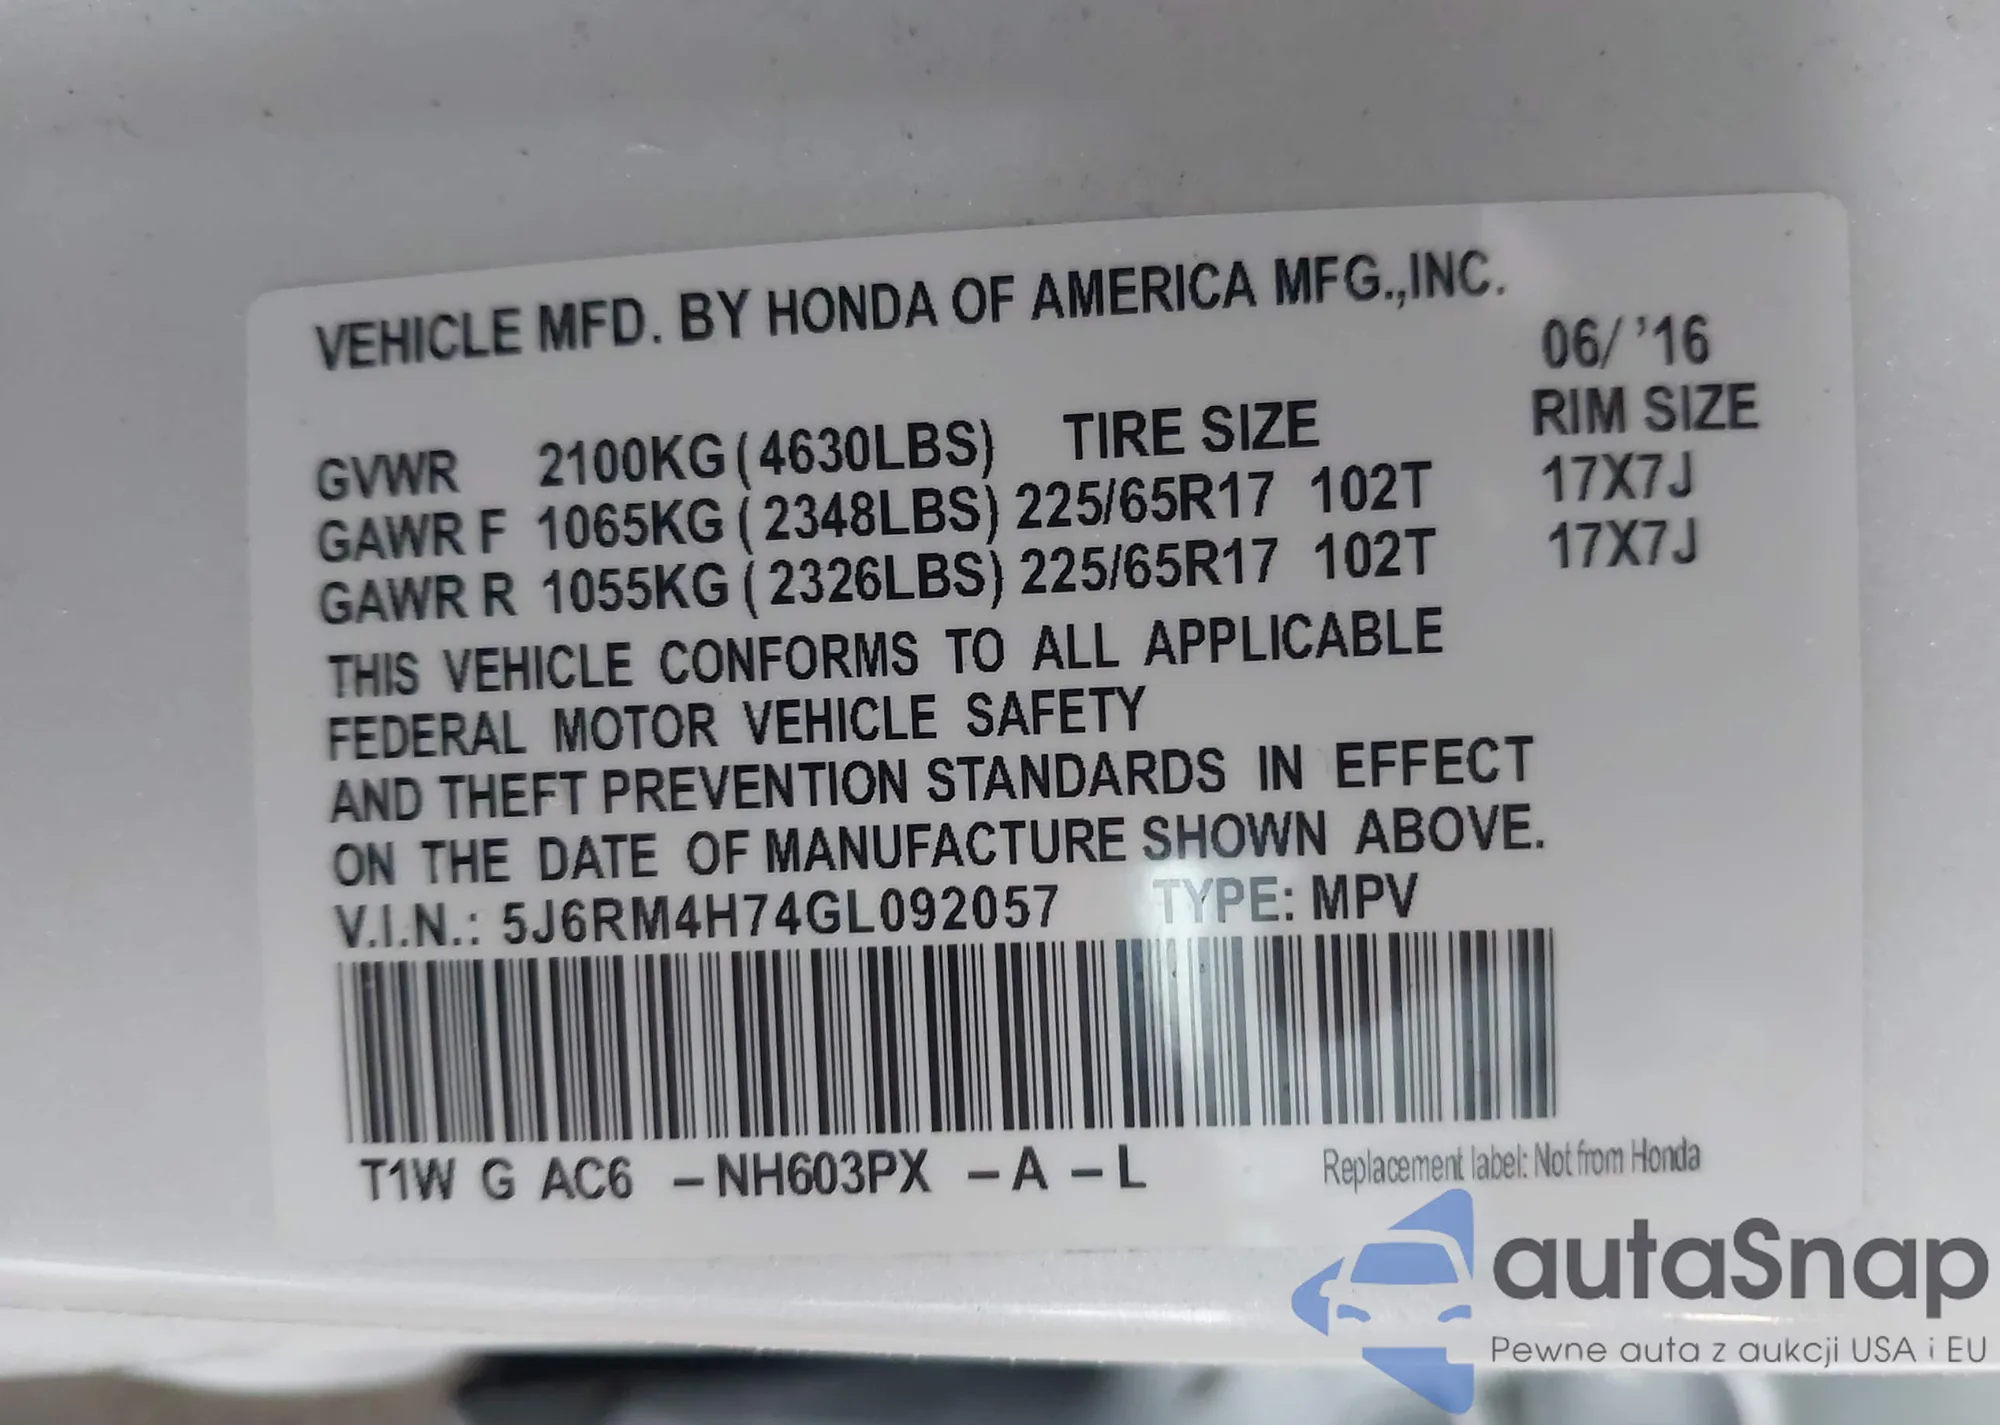 VEHICLE MFD. BY HONDA OF AMERICA MFG.,INC.
06/ '16
GVWR 2100KG (4630LBS) TIRE SIZE RIM SIZE
GAWR F 1065KG (2348LBS) 225/65R17 102T 17X7J
GAWR R 1055KG (2326LBS) 225/65R17 102T 17X7J
THIS VEHICLE CONFORMS TO ALL APPLICABLE
FEDERAL MOTOR VEHICLE SAFETY
AND THEFT PREVENTION STANDARDS IN EFFECT
ON THE DATE OF MANUFACTURE SHOWN ABOVE.
V.I.N.: 5J6RM4H74GL092057 TYPE: MPV
T1W G AC6 –NH603PX –A –L
Replacement label: Not from Honda
autaSnap
Pewne auta z aukcji USA i EU